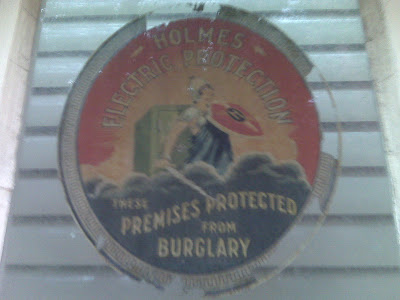 HOLMES
ELECTRIC PROTECTION
THESE
PREMISES PROTECTED
FROM
BURGLARY